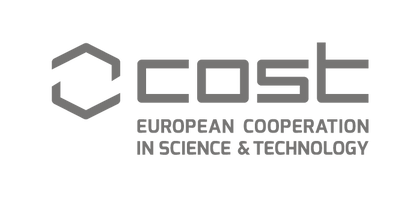 cost
EUROPEAN COOPERATION
IN SCIENCE & TECHNOLOGY